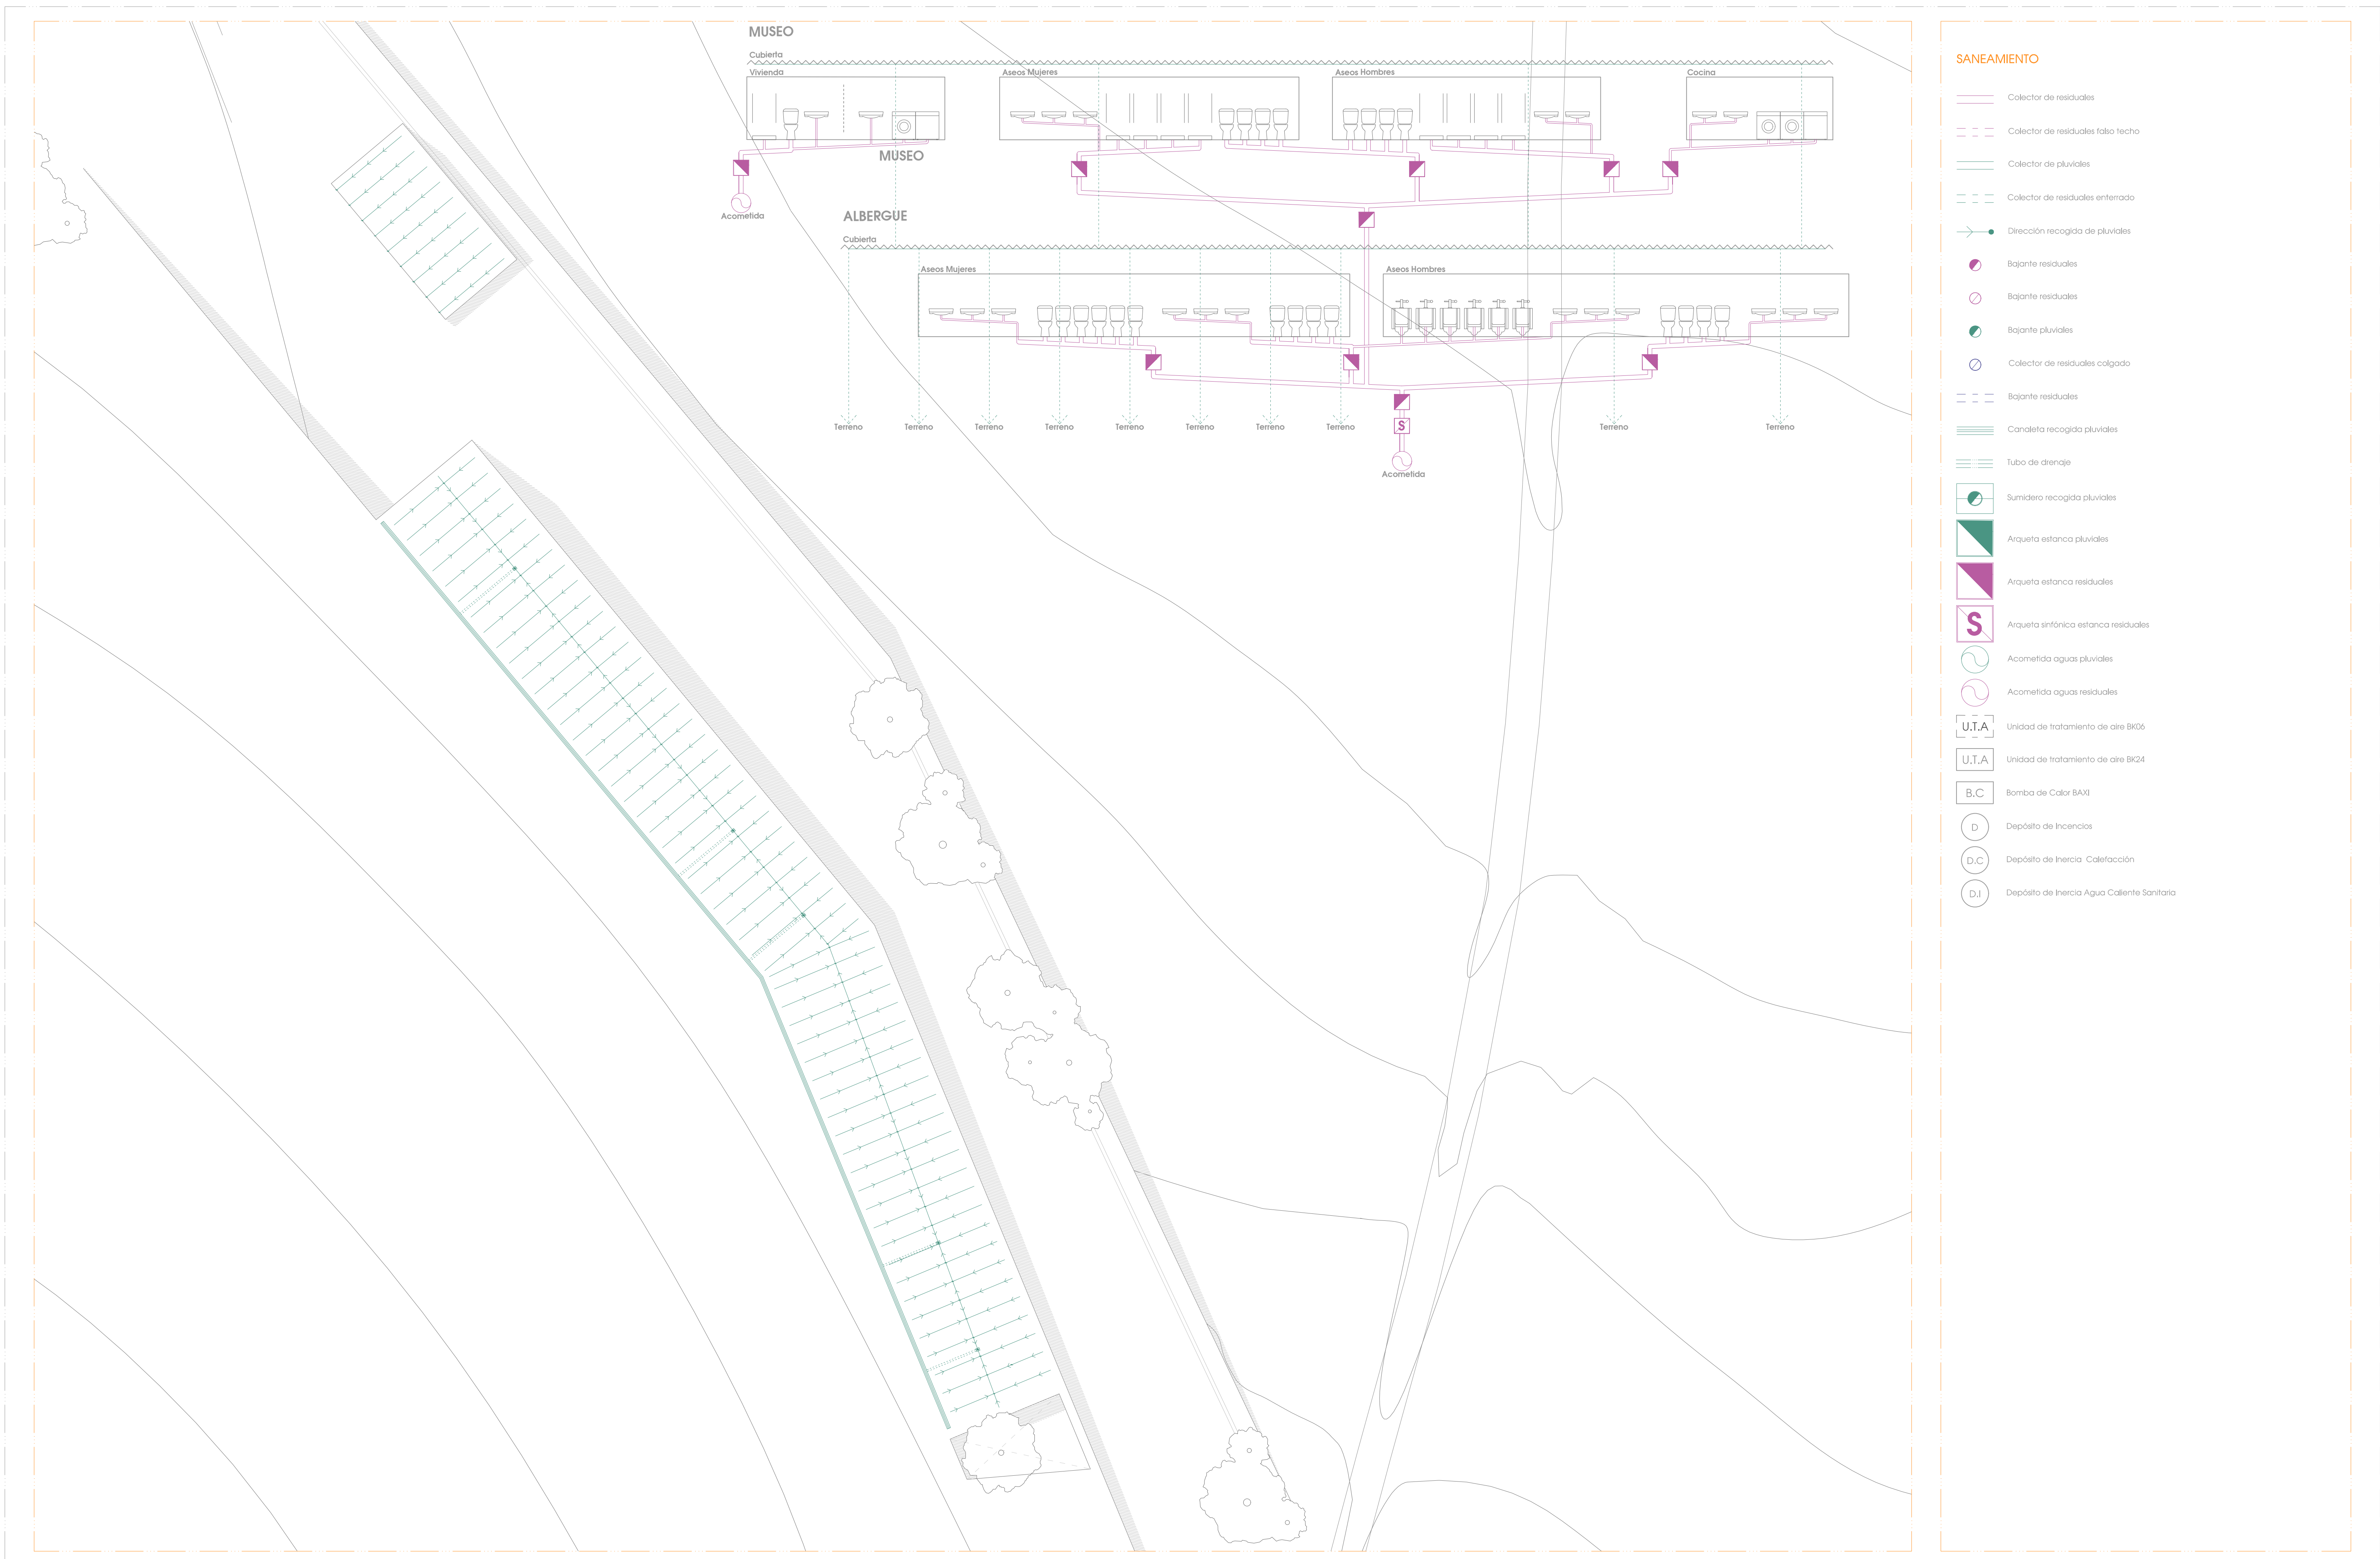 MUSEO
Cubierta
Vivienda
Aseos Mujeres
Aseos Hombres
Cocina
MUSEO
Acometida
ALBERGUE
Cubierta
Aseos Mujeres
Aseos Hombres
Terreno
Terreno
Terreno
Terreno
Terreno
Terreno
Terreno
Terreno
Terreno
Terreno
S
Acometida
SANEAMIENTO
Colector de residuales
Colector de residuales falso techo
Colector de pluviales
Colector de residuales enterrado
Dirección recogida de pluviales
Bajante residuales
Bajante residuales
Bajante pluviales
Colector de residuales colgado
Bajante residuales
Canaleta recogida pluviales
Tubo de drenaje
Sumidero recogida pluviales
Arqueta estanca pluviales
Arqueta estanca residuales
S Arqueta sinfónica estanca residuales
Acometida aguas pluviales
Acometida aguas residuales
U.T.A Unidad de tratamiento de aire BK06
U.T.A Unidad de tratamiento de aire BK24
B.C Bomba de Calor BAXI
D Depósito de Incencios
D.C Depósito de Inercia Calefacción
D.I Depósito de Inercia Agua Caliente Sanitaria